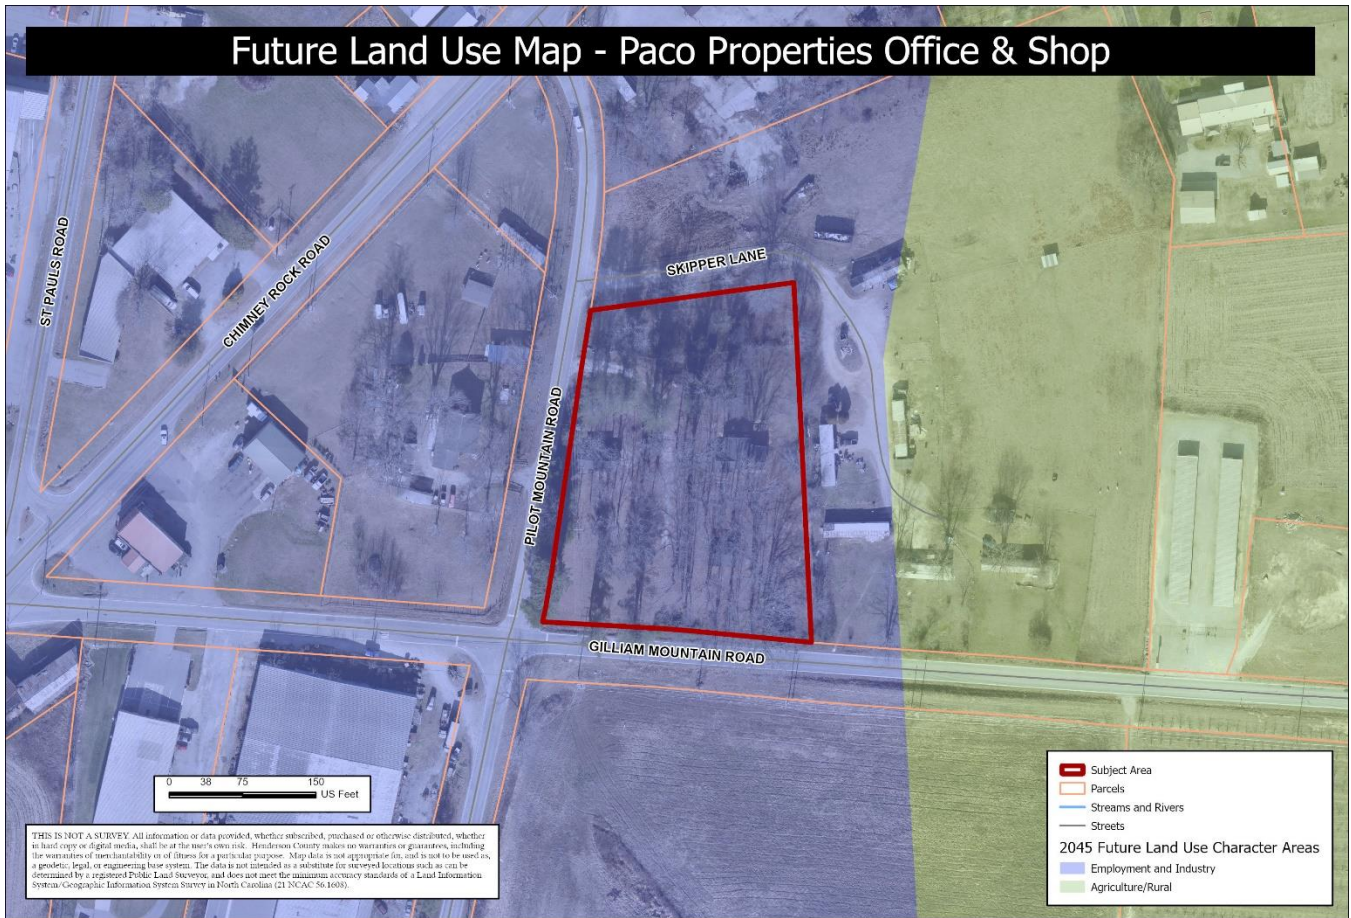 Future Land Use Map - Paco Properties Office & Shop
SKIPPER LANE
ST PAULS ROAD
CHIMNEY ROCK ROAD
PILOT MOUNTAIN ROAD
GILLIAM MOUNTAIN ROAD
0 38 75 150
US Feet
THIS IS NOT A SURVEY. All information or data provided, whether subscribed, purchased or otherwise distributed, whether
in hard copy or digital media, shall be at the user's own risk. Henderson County makes no warranties or guarantees, including
the warranties of merchantability or of fitness for a particular purpose. Map data is not appropriate for, and is not to be used as,
a geodetic, legal, or engineering base system. The data is not intended as a substitute for surveyed locations such as can be
determined by a registered Public Land Surveyor, and does not meet the minimum accuracy standards of a Land Information
System/Geographic Information System Survey in North Carolina (21 NCAC 56.1608).
Subject Area
Parcels
Streams and Rivers
Streets
2045 Future Land Use Character Areas
Employment and Industry
Agriculture/Rural